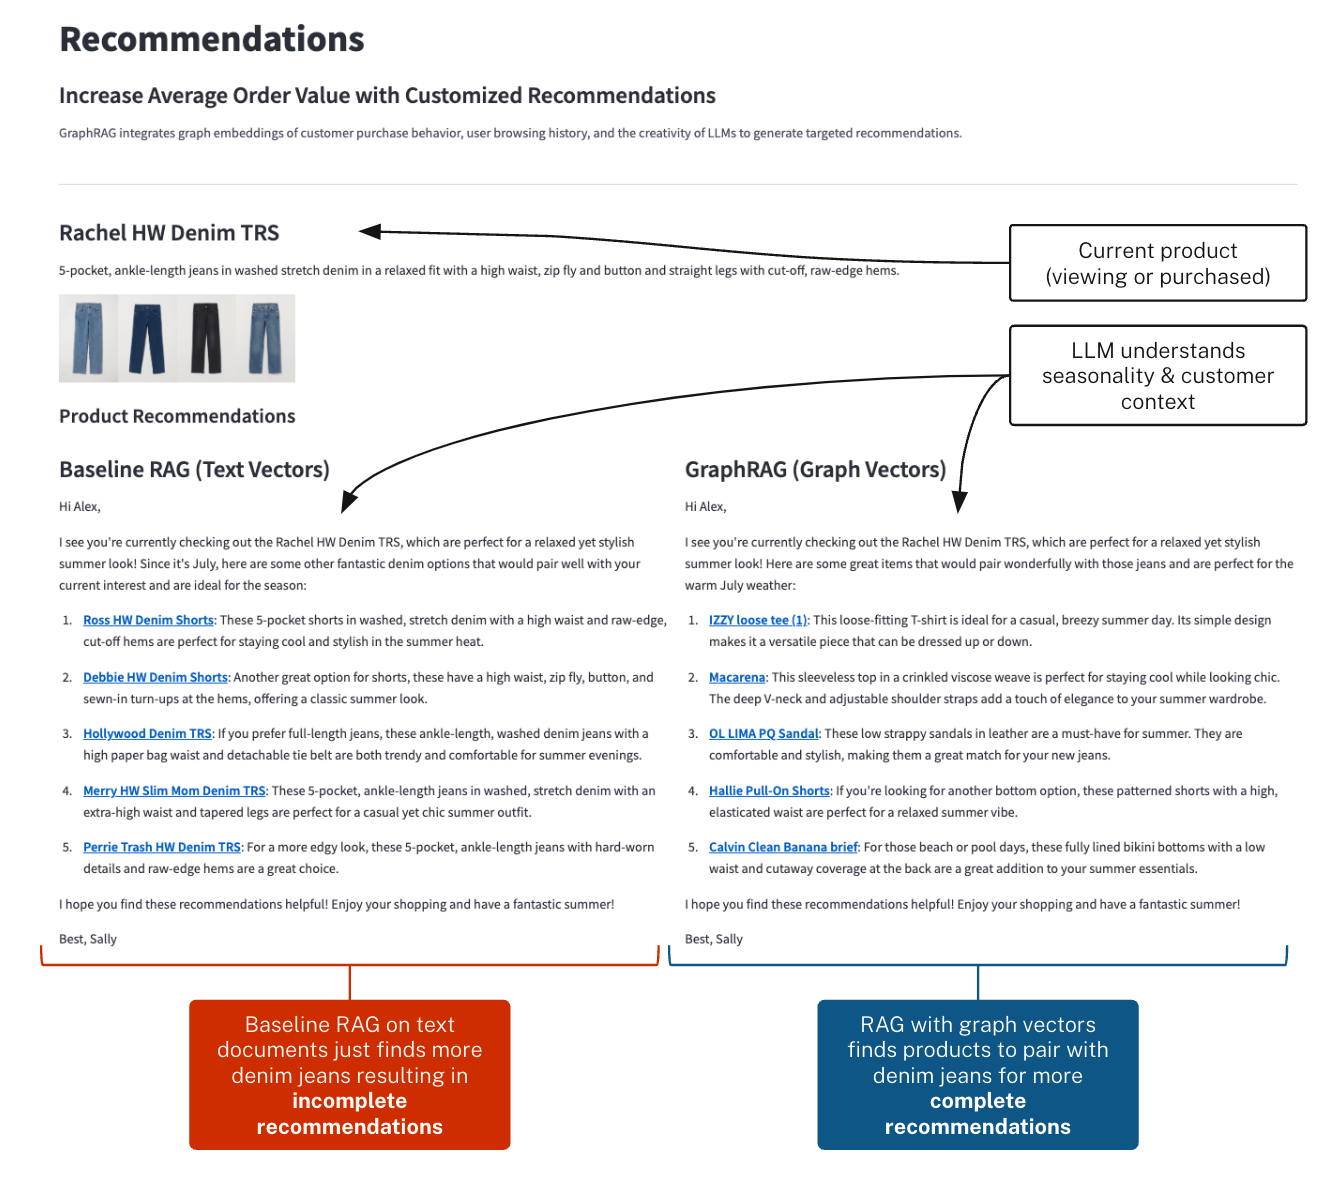 Recommendations
Increase Average Order Value with Customized Recommendations
GraphRAG integrates graph embeddings of customer purchase behavior, user browsing history, and the creativity of LLMs to generate targeted recommendations.
Rachel HW Denim TRS
5-pocket, ankle-length jeans in washed stretch denim in a relaxed fit with a high waist, zip fly and button and straight legs with cut-off, raw-edge hems.
Current product
(viewing or purchased)
LLM understands
seasonality & customer
context
Product Recommendations
Baseline RAG (Text Vectors)
Hi Alex,
I see you're currently checking out the Rachel HW Denim TRS, which are perfect for a relaxed yet stylish
summer look! Since it's July, here are some other fantastic denim options that would pair well with your
current interest and are ideal for the season:
1. Ross HW Denim Shorts: These 5-pocket shorts in washed, stretch denim with a high waist and raw-edge,
cut-off hems are perfect for staying cool and stylish in the summer heat.
2. Debbie HW Denim Shorts: Another great option for shorts, these have a high waist, zip fly, button, and
sewn-in turn-ups at the hems, offering a classic summer look.
3. Hollywood Denim TRS: If you prefer full-length jeans, these ankle-length, washed denim jeans with a
high paper bag waist and detachable tie belt are both trendy and comfortable for summer evenings.
4. Merry HW Slim Mom Denim TRS: These 5-pocket, ankle-length jeans in washed, stretch denim with an
extra-high waist and tapered legs are perfect for a casual yet chic summer outfit.
5. Perrie Trash HW Denim TRS: For a more edgy look, these 5-pocket, ankle-length jeans with hard-worn
details and raw-edge hems are a great choice.
I hope you find these recommendations helpful! Enjoy your shopping and have a fantastic summer!
Best, Sally
GraphRAG (Graph Vectors)
Hi Alex,
I see you're currently checking out the Rachel HW Denim TRS, which are perfect for a relaxed yet stylish
summer look! Here are some great items that would pair wonderfully with those jeans and are perfect for the
warm July weather:
1. IZZY loose tee (1): This loose-fitting T-shirt is ideal for a casual, breezy summer day. Its simple design
makes it a versatile piece that can be dressed up or down.
2. Macarena: This sleeveless top in a crinkled viscose weave is perfect for staying cool while looking chic.
The deep V-neck and adjustable shoulder straps add a touch of elegance to your summer wardrobe.
3. OL LIMA PQ Sandal: These low strappy sandals in leather are a must-have for summer. They are
comfortable and stylish, making them a great match for your new jeans.
4. Hallie Pull-On Shorts: If you're looking for another bottom option, these patterned shorts with a high,
elasticated waist are perfect for a relaxed summer vibe.
5. Calvin Clean Banana brief: For those beach or pool days, these fully lined bikini bottoms with a low
waist and cutaway coverage at the back are a great addition to your summer essentials.
I hope you find these recommendations helpful! Enjoy your shopping and have a fantastic summer!
Best, Sally
Baseline RAG on text
documents just finds more
denim jeans resulting in
incomplete
recommendations
RAG with graph vectors
finds products to pair with
denim jeans for more
complete
recommendations